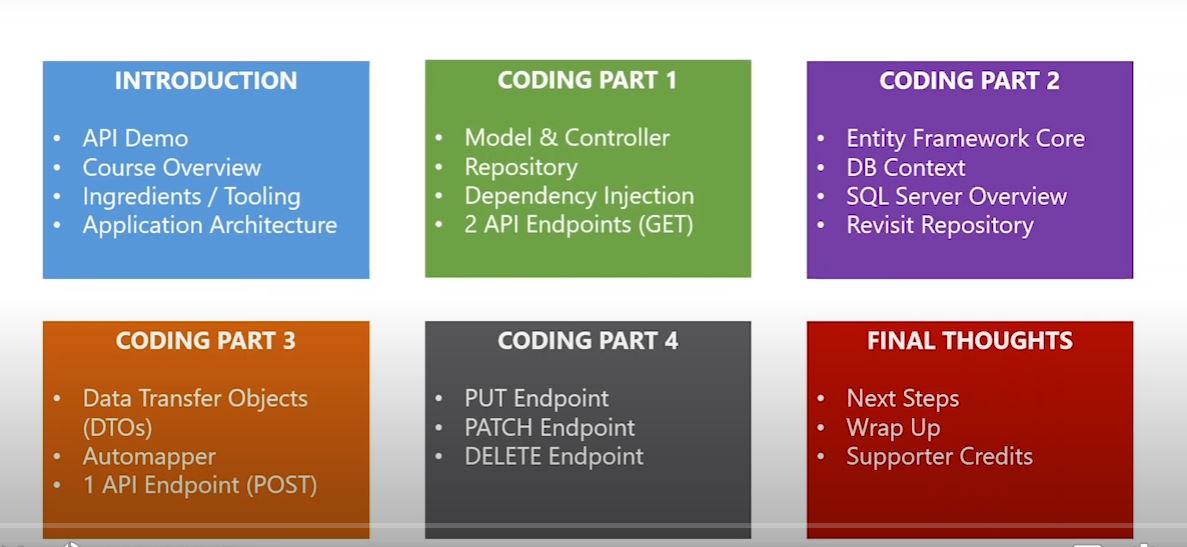 INTRODUCTION
• API Demo
• Course Overview
• Ingredients / Tooling
• Application Architecture
CODING PART 1
• Model & Controller
• Repository
• Dependency Injection
• 2 API Endpoints (GET)
CODING PART 2
• Entity Framework Core
• DB Context
• SQL Server Overview
• Revisit Repository
CODING PART 3
• Data Transfer Objects
(DTOs)
• Automapper
• 1 API Endpoint (POST)
CODING PART 4
• PUT Endpoint
• PATCH Endpoint
• DELETE Endpoint
FINAL THOUGHTS
• Next Steps
• Wrap Up
• Supporter Credits